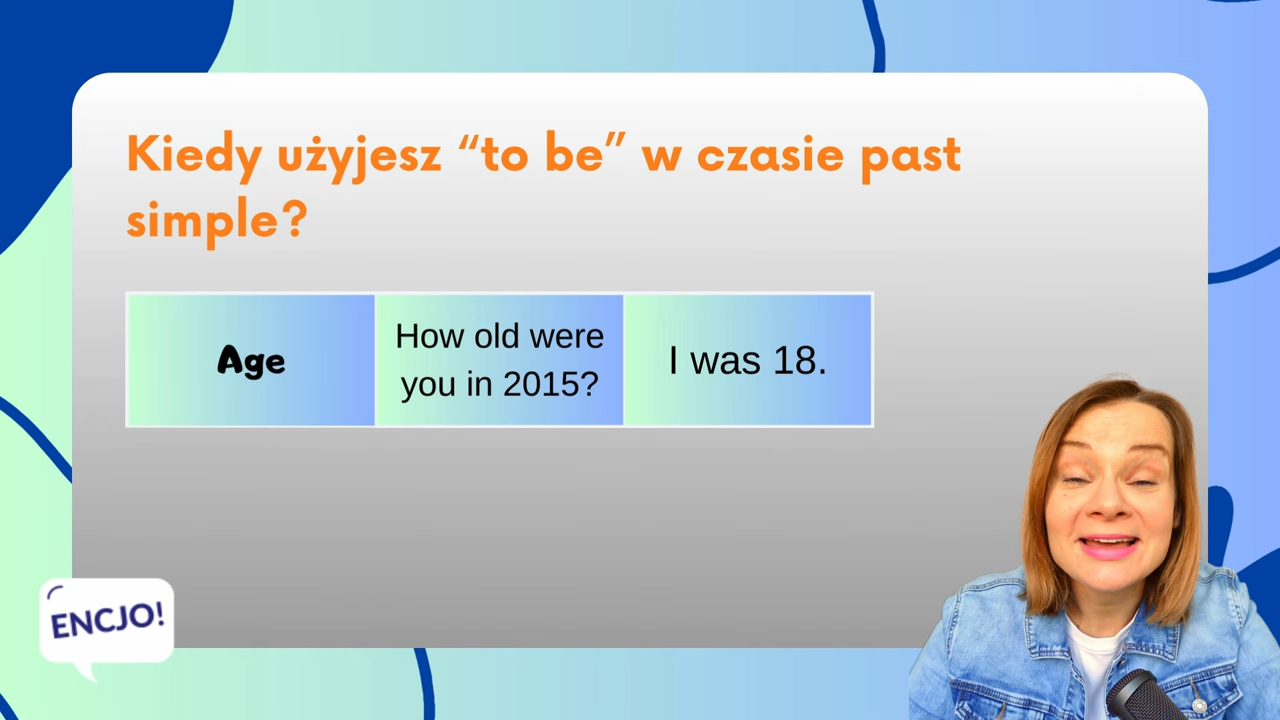 Kiedy użyjesz “to be” w czasie past
simple?
Age
How old were
you in 2015?
I was 18.
ENCJO!